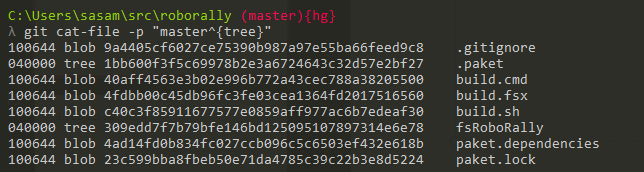 C:\Users\sasam\src\roborally (master){hg}
λ git cat-file -p "master^{tree}"
100644 blob 9a4405cf6027ce75390b987a97e55ba66feed9c8    .gitignore
040000 tree 1bb600f3f5c69978b2e3a6724643c32d57e2bf27    .paket
100644 blob 40aff4563e3b02e996b772a43cec788a38205500    build.cmd
100644 blob 4fdbb00c45db96fc3fe03cea1364fd2017516560    build.fsx
100644 blob c40c3f85911677577e0859aff977ac6b7edeaf30    build.sh
040000 tree 309edd7f7b79bfe146bd125095107897314e6e78    fsRoboRally
100644 blob 4ad14fd0b834fc027ccb096c5c6503ef432e618b    paket.dependencies
100644 blob 23c599bba8fbeb50e71da4785c39c22b3e8d5224    paket.lock